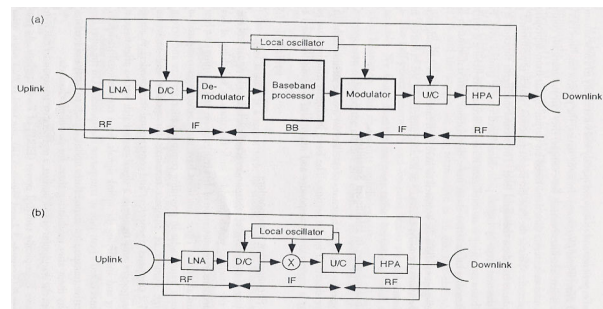 (a)
Local oscillator
Uplink
LNA
D/C
De-
modulator
Baseband
processor
Modulator
U/C
HPA
Downlink
RF
IF
BB
IF
RF
(b)
Local oscillator
Uplink
LNA
D/C
X
U/C
HPA
Downlink
RF
IF
RF